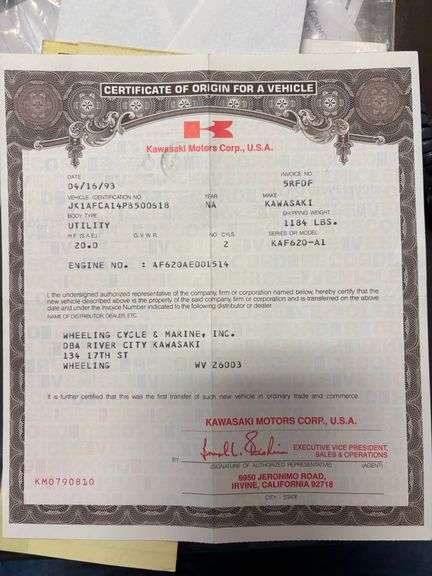 CERTIFICATE OF ORIGIN FOR A VEHICLE
Kawasaki Motors Corp., U.S.A.
DATE INVOICE NO.
04/16/93 5RFDF
VEHICLE IDENTIFICATION NO. YEAR MAKE
JK1AFCA14PB500618 NA KAWASAKI
BODY TYPE SHIPPING WEIGHT
UTILITY 1184 LBS.
H.P. (S.A.E.) G.V.W.R. NO. CYLS. SERIES OR MODEL
20.0 2 KAF620-A1
ENGINE NO. : AF620AE001514
I, the undersigned authorized representative of the company, firm or corporation named below, hereby certify that the
new vehicle described above is the property of the said company, firm or corporation and is transferred on the above
date and under the Invoice Number indicated to the following distributor or dealer.
NAME OF DISTRIBUTOR, DEALER, ETC.
WHEELING CYCLE & MARINE, INC.
DBA RIVER CITY KAWASAKI
134 17TH ST
WHEELING WV 26003
It is further certified that this was the first transfer of such new vehicle in ordinary trade and commerce.
KAWASAKI MOTORS CORP., U.S.A.
BY EXECUTIVE VICE PRESIDENT,
SALES & OPERATIONS
(SIGNATURE OF AUTHORIZED REPRESENTATIVE) (AGENT)
9950 JERONIMO ROAD,
IRVINE, CALIFORNIA 92718
CITY - STATE
KM0790810